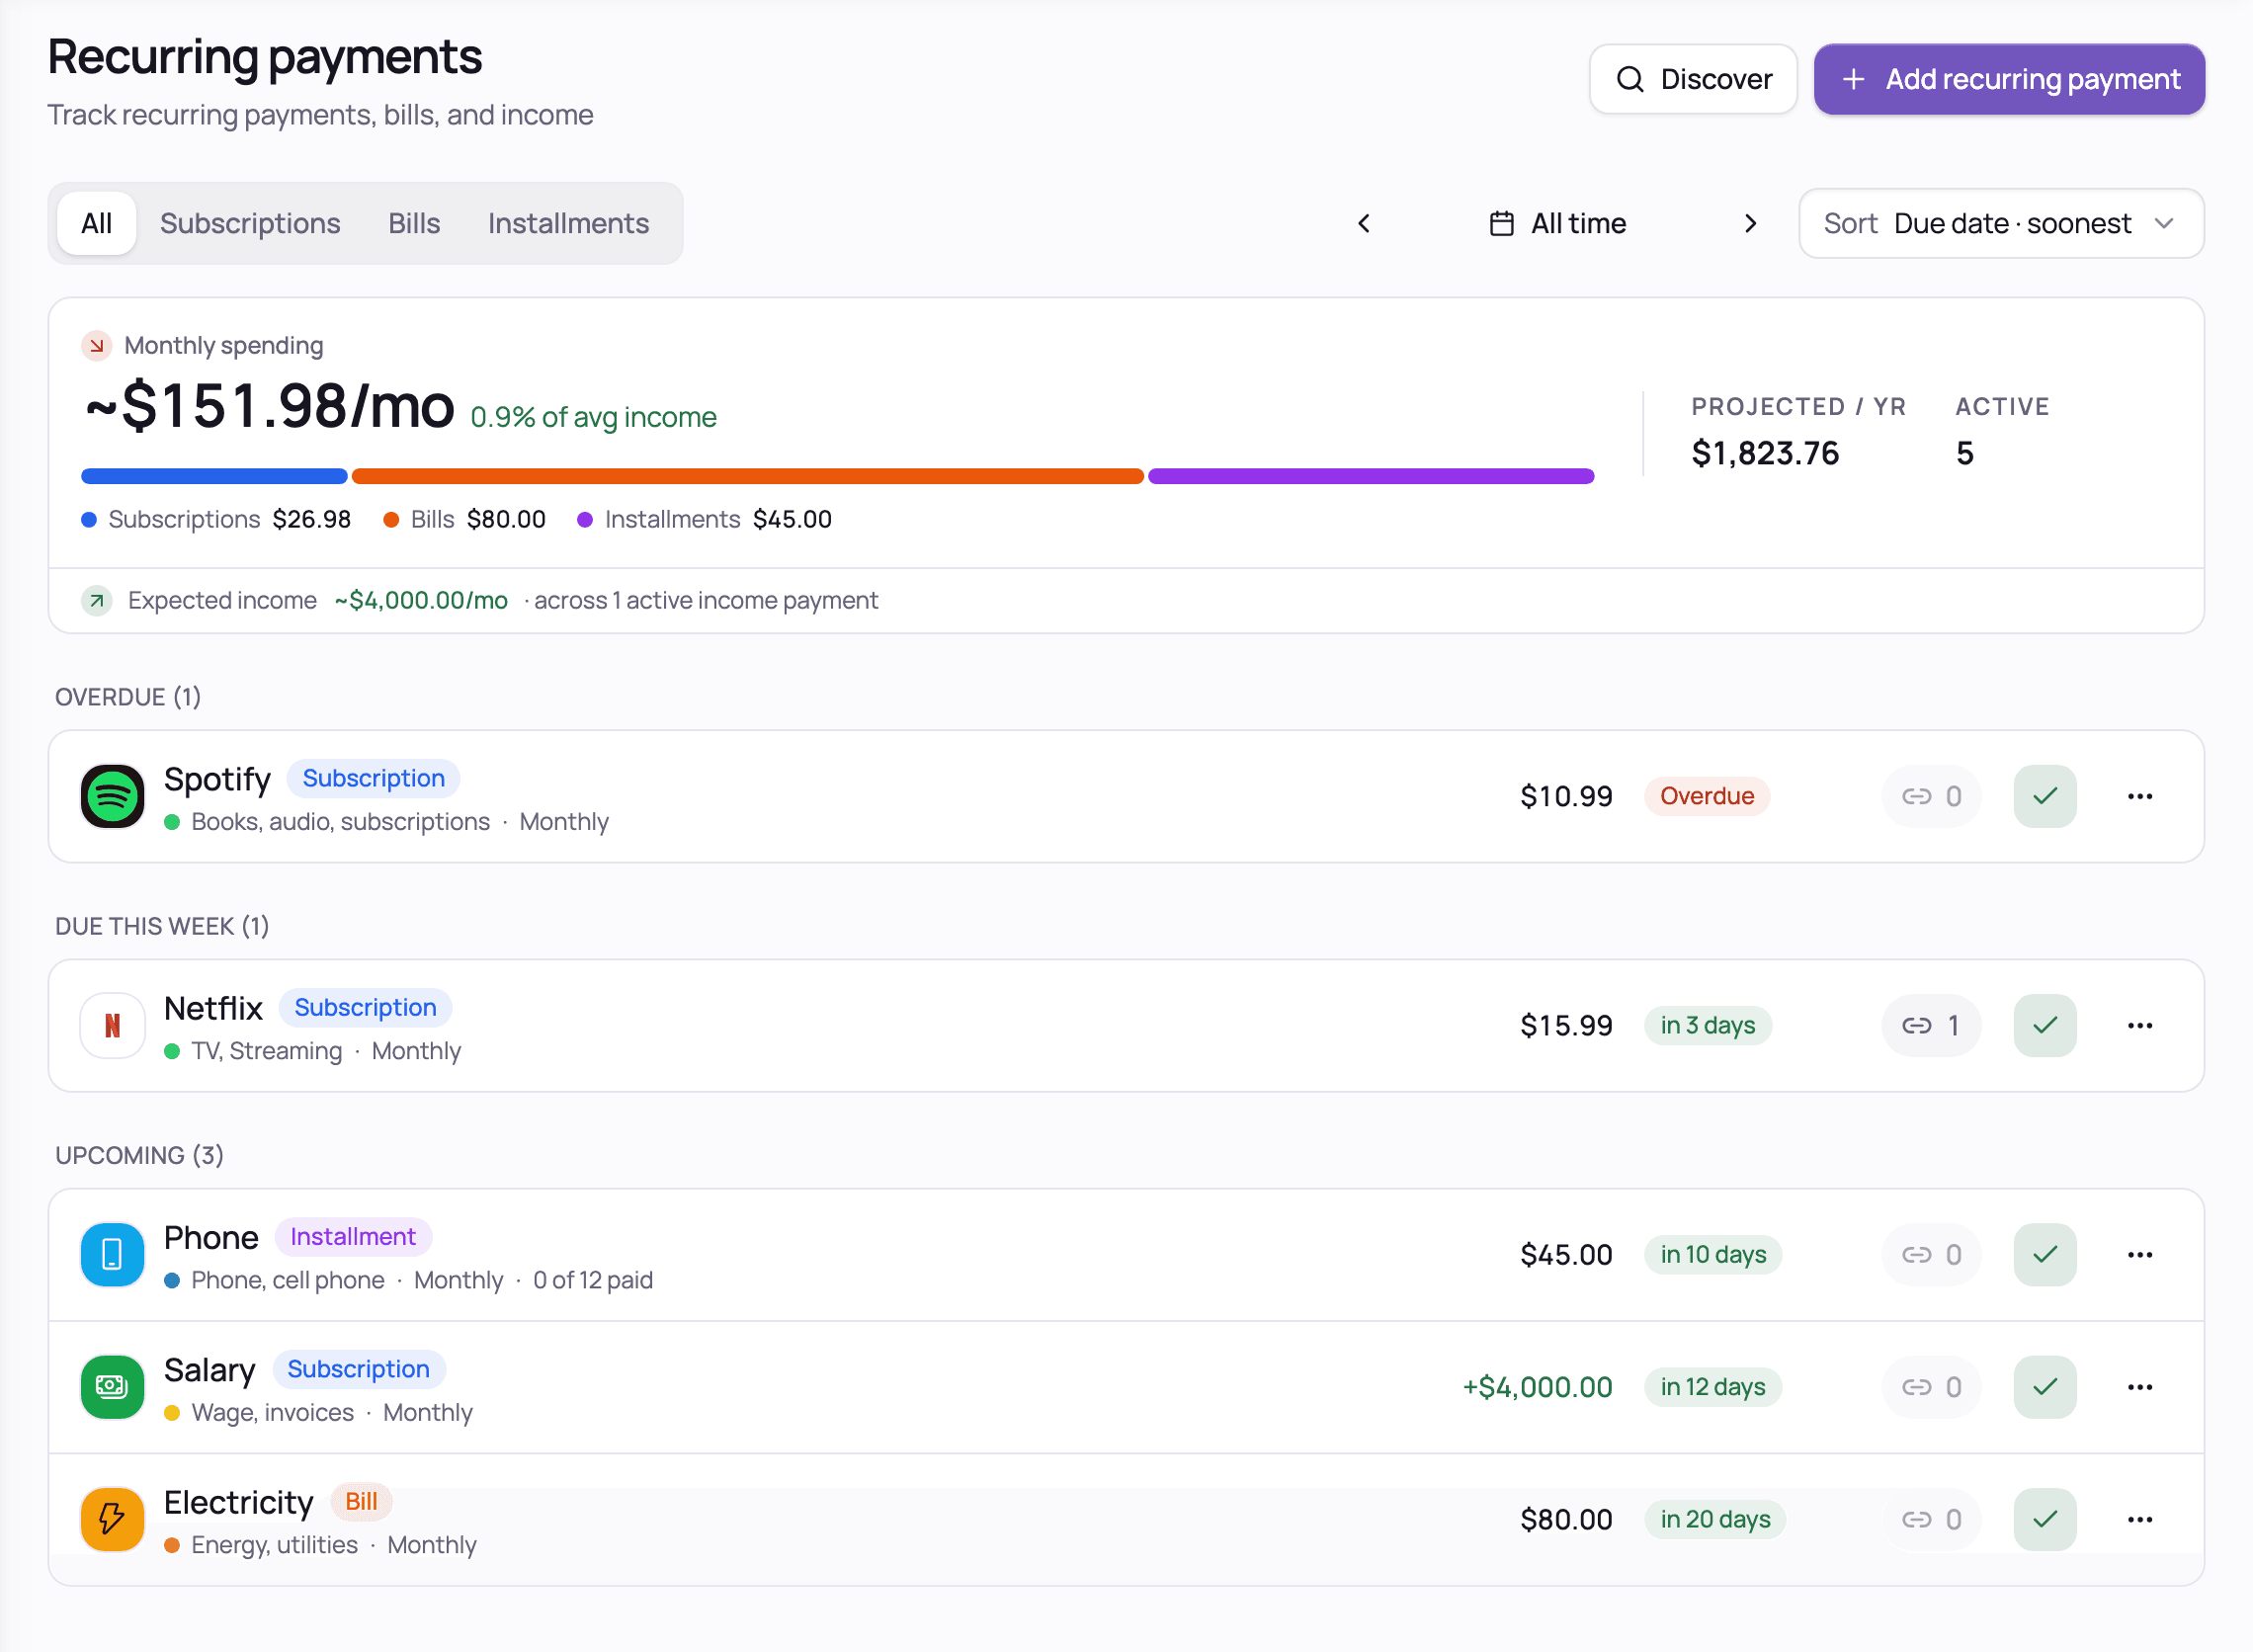 Recurring payments
Track recurring payments, bills, and income
Discover
+ Add recurring payment
All Subscriptions Bills Installments
All time
Sort Due date · soonest
Monthly spending
~$151.98/mo 0.9% of avg income
PROJECTED / YR ACTIVE
$1,823.76 5
Subscriptions $26.98 Bills $80.00 Installments $45.00
Expected income ~$4,000.00/mo · across 1 active income payment
OVERDUE (1)
Spotify Subscription
Books, audio, subscriptions · Monthly
$10.99 Overdue 0
DUE THIS WEEK (1)
N
Netflix Subscription
TV, Streaming · Monthly
$15.99 in 3 days 1
UPCOMING (3)
Phone Installment
Phone, cell phone · Monthly · 0 of 12 paid
$45.00 in 10 days 0
Salary Subscription
Wage, invoices · Monthly
+$4,000.00 in 12 days 0
Electricity Bill
Energy, utilities · Monthly
$80.00 in 20 days 0